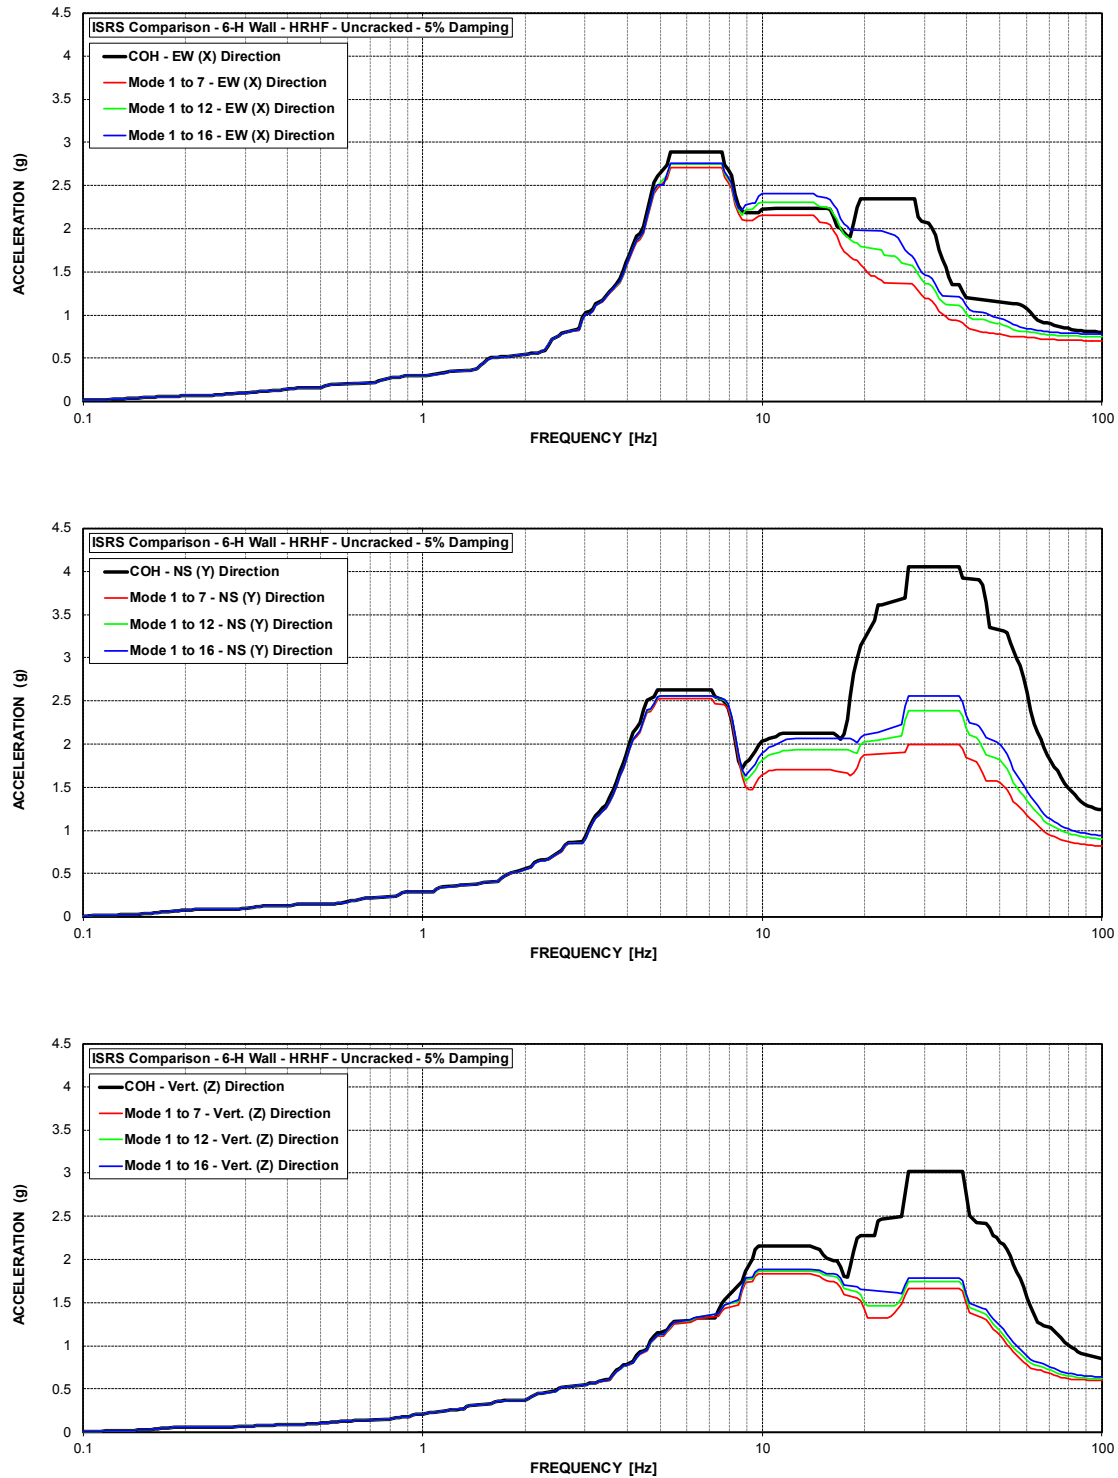 ISRS Comparison - 6-H Wall - HRHF - Uncracked - 5% Damping
COH - EW (X) Direction
Mode 1 to 7 - EW (X) Direction
Mode 1 to 12 - EW (X) Direction
Mode 1 to 16 - EW (X) Direction
ACCELERATION (g)
4.5
4
3.5
3
2.5
2
1.5
1
0.5
0
0.1
1
10
100
FREQUENCY [Hz]
ISRS Comparison - 6-H Wall - HRHF - Uncracked - 5% Damping
COH - NS (Y) Direction
Mode 1 to 7 - NS (Y) Direction
Mode 1 to 12 - NS (Y) Direction
Mode 1 to 16 - NS (Y) Direction
ACCELERATION (g)
4.5
4
3.5
3
2.5
2
1.5
1
0.5
0
0.1
1
10
100
FREQUENCY [Hz]
ISRS Comparison - 6-H Wall - HRHF - Uncracked - 5% Damping
COH - Vert. (Z) Direction
Mode 1 to 7 - Vert. (Z) Direction
Mode 1 to 12 - Vert. (Z) Direction
Mode 1 to 16 - Vert. (Z) Direction
ACCELERATION (g)
4.5
4
3.5
3
2.5
2
1.5
1
0.5
0
0.1
1
10
100
FREQUENCY [Hz]